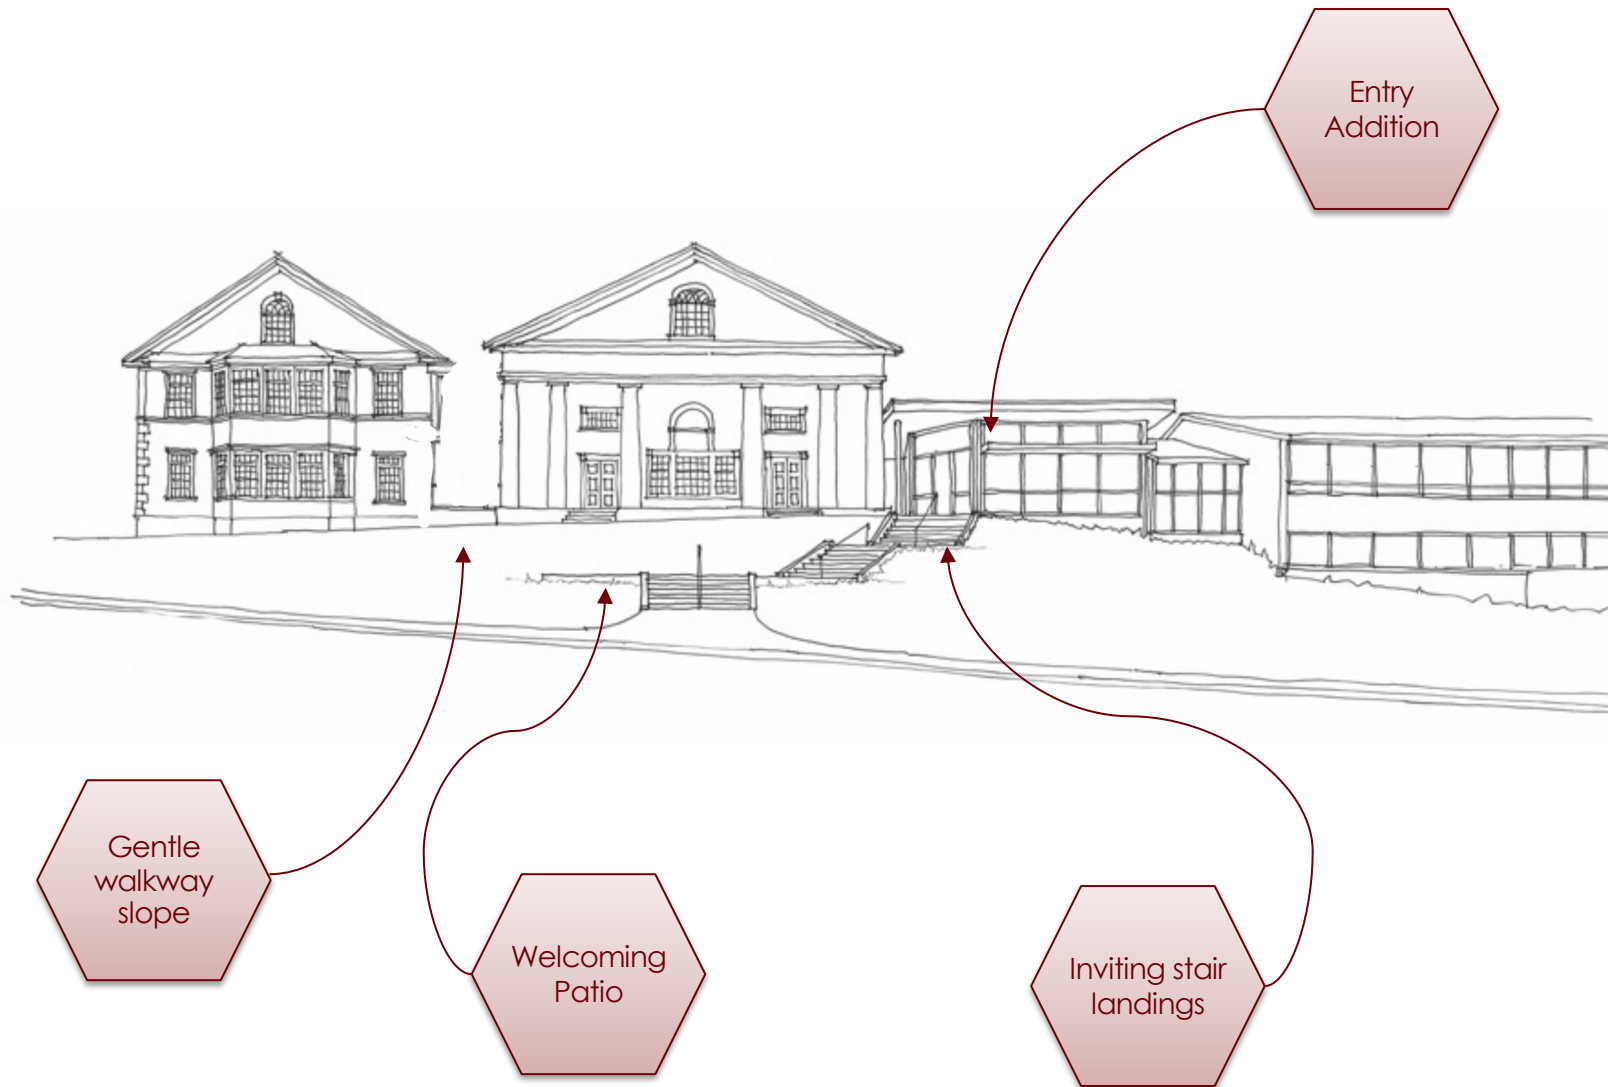 Entry
Addition
Gentle
walkway
slope
Welcoming
Patio
Inviting stair
landings